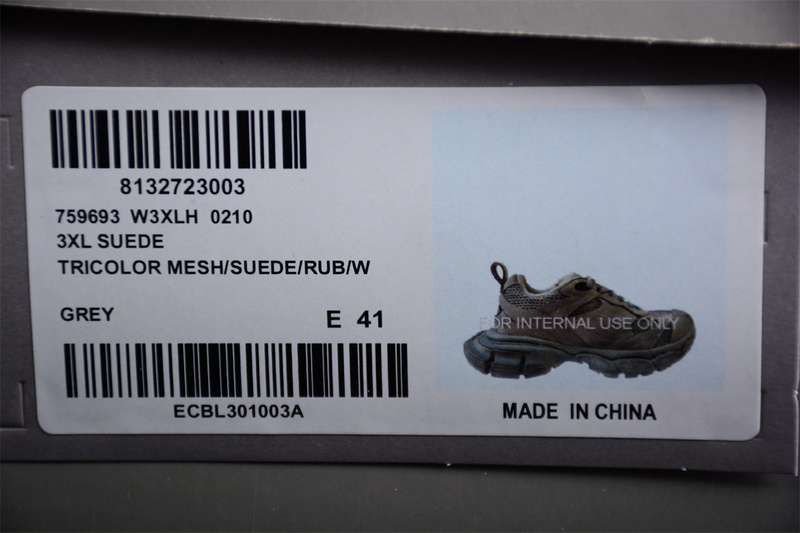 8132723003
759693 W3XLH 0210
3XL SUEDE
TRICOLOR MESH/SUEDE/RUB/W
GREY
E 41
ECBL301003A
FOR INTERNAL USE ONLY
MADE IN CHINA